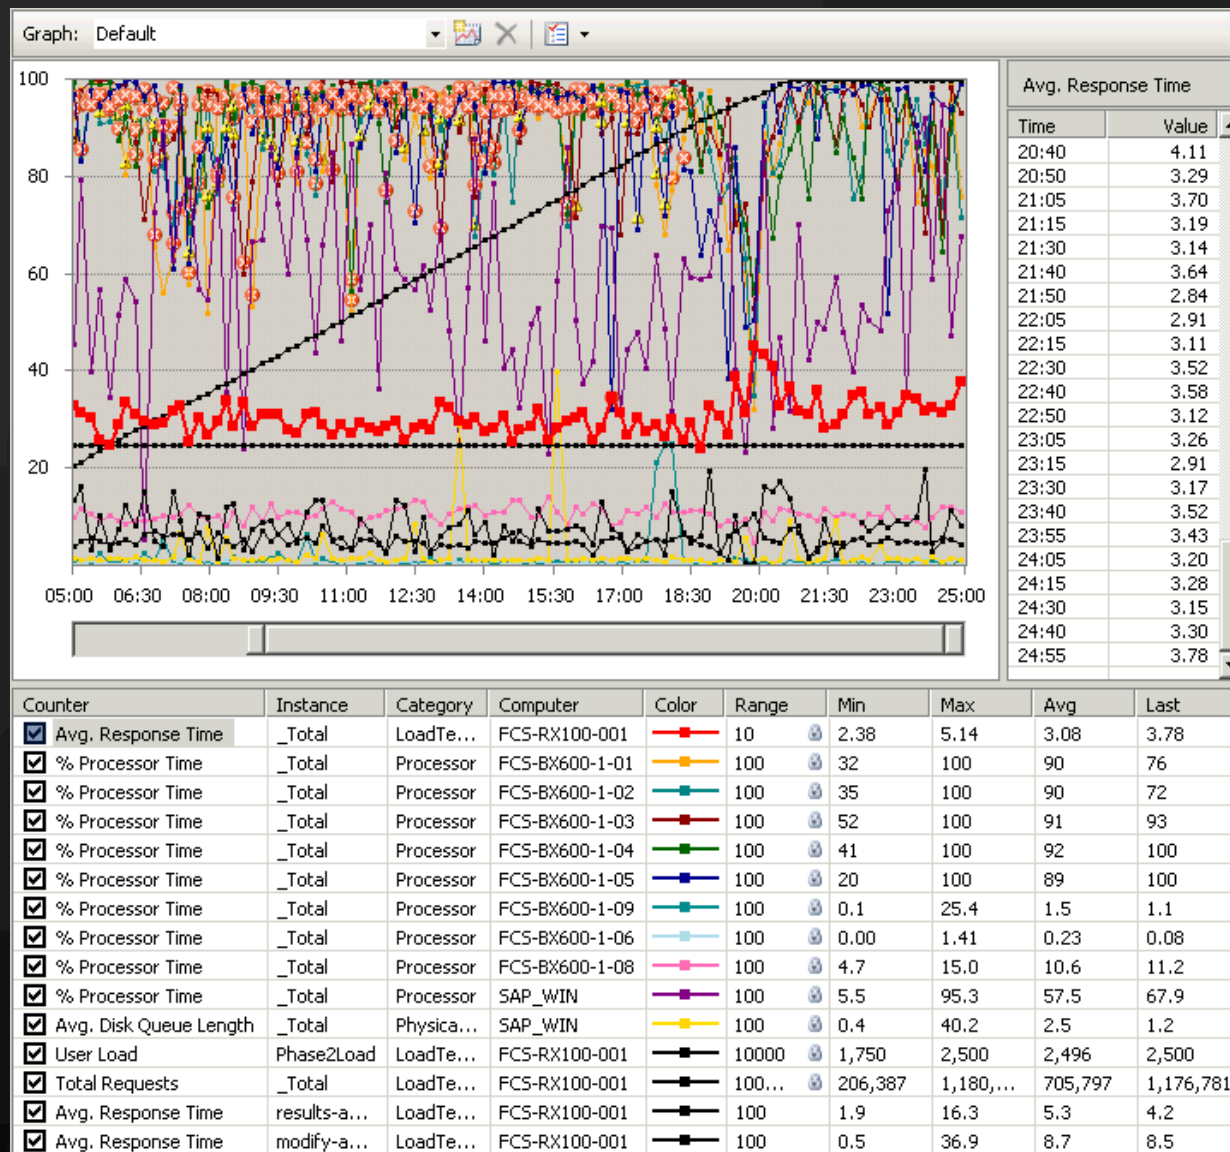 Graph: Default
Avg. Response Time
Time Value
20:40 4.11
20:50 3.29
21:05 3.70
21:15 3.19
21:30 3.14
21:40 3.64
21:50 2.84
22:05 2.91
22:15 3.11
22:30 3.52
22:40 3.58
22:50 3.12
23:05 3.26
23:15 2.91
23:30 3.17
23:40 3.52
23:55 3.43
24:05 3.20
24:15 3.28
24:30 3.15
24:40 3.30
24:55 3.78
100
80
60
40
20
05:00 06:30 08:00 09:30 11:00 12:30 14:00 15:30 17:00 18:30 20:00 21:30 23:00 25:00
Counter Instance Category Computer Color Range Min Max Avg Last
Avg. Response Time _Total LoadTe... FCS-RX100-001 10 2.38 5.14 3.08 3.78
% Processor Time _Total Processor FCS-BX600-1-01 100 32 100 90 76
% Processor Time _Total Processor FCS-BX600-1-02 100 35 100 90 72
% Processor Time _Total Processor FCS-BX600-1-03 100 52 100 91 93
% Processor Time _Total Processor FCS-BX600-1-04 100 41 100 92 100
% Processor Time _Total Processor FCS-BX600-1-05 100 20 100 89 100
% Processor Time _Total Processor FCS-BX600-1-09 100 0.1 25.4 1.5 1.1
% Processor Time _Total Processor FCS-BX600-1-06 100 0.00 1.41 0.23 0.08
% Processor Time _Total Processor FCS-BX600-1-08 100 4.7 15.0 10.6 11.2
% Processor Time _Total Processor SAP_WIN 100 5.5 95.3 57.5 67.9
Avg. Disk Queue Length _Total Physica... SAP_WIN 100 0.4 40.2 2.5 1.2
User Load Phase2Load LoadTe... FCS-RX100-001 10000 1,750 2,500 2,496 2,500
Total Requests _Total LoadTe... FCS-RX100-001 100... 206,387 1,180,... 705,797 1,176,781
Avg. Response Time results-a... LoadTe... FCS-RX100-001 100 1.9 16.3 5.3 4.2
Avg. Response Time modify-a... LoadTe... FCS-RX100-001 100 0.5 36.9 8.7 8.5